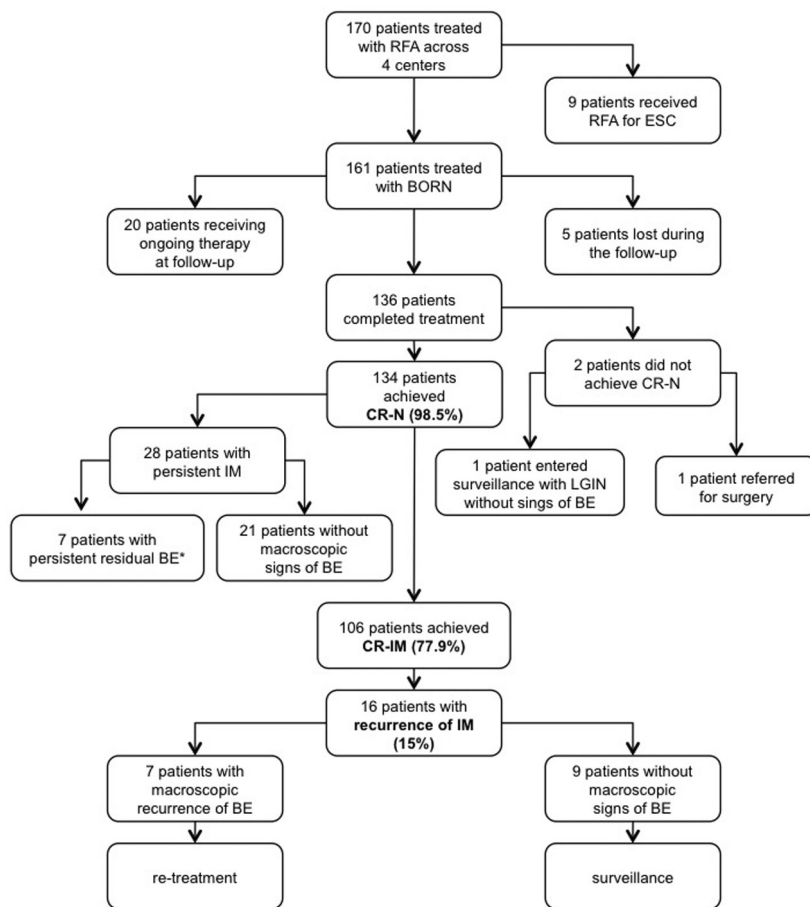 170 patients treated
with RFA across
4 centers
9 patients received
RFA for ESC
161 patients treated
with BORN
20 patients receiving
ongoing therapy
at follow-up
5 patients lost during
the follow-up
136 patients
completed treatment
134 patients
achieved
CR-N (98.5%)
2 patients did not
achieve CR-N
28 patients with
persistent IM
1 patient entered
surveillance with LGIN
without sings of BE
1 patient referred
for surgery
7 patients with
persistent residual BE*
21 patients without
macroscopic
signs of BE
106 patients achieved
CR-IM (77.9%)
16 patients with
recurrence of IM
(15%)
7 patients with
macroscopic
recurrence of BE
9 patients without
macroscopic
signs of BE
re-treatment
surveillance